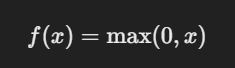 f(x) = max(0, x)